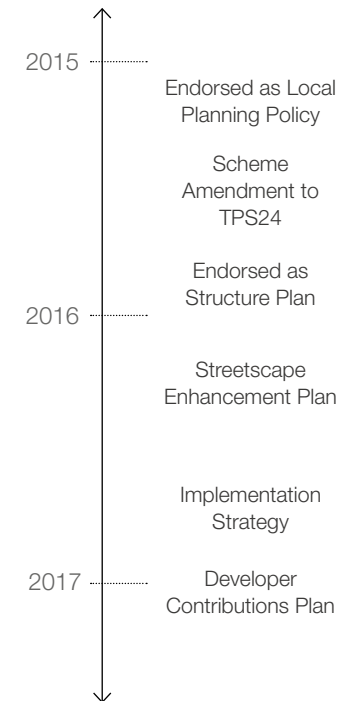 2015
Endorsed as Local
Planning Policy
Scheme
Amendment to
TPS24
Endorsed as
Structure Plan
2016
Streetscape
Enhancement Plan
Implementation
Strategy
2017
Developer
Contributions Plan